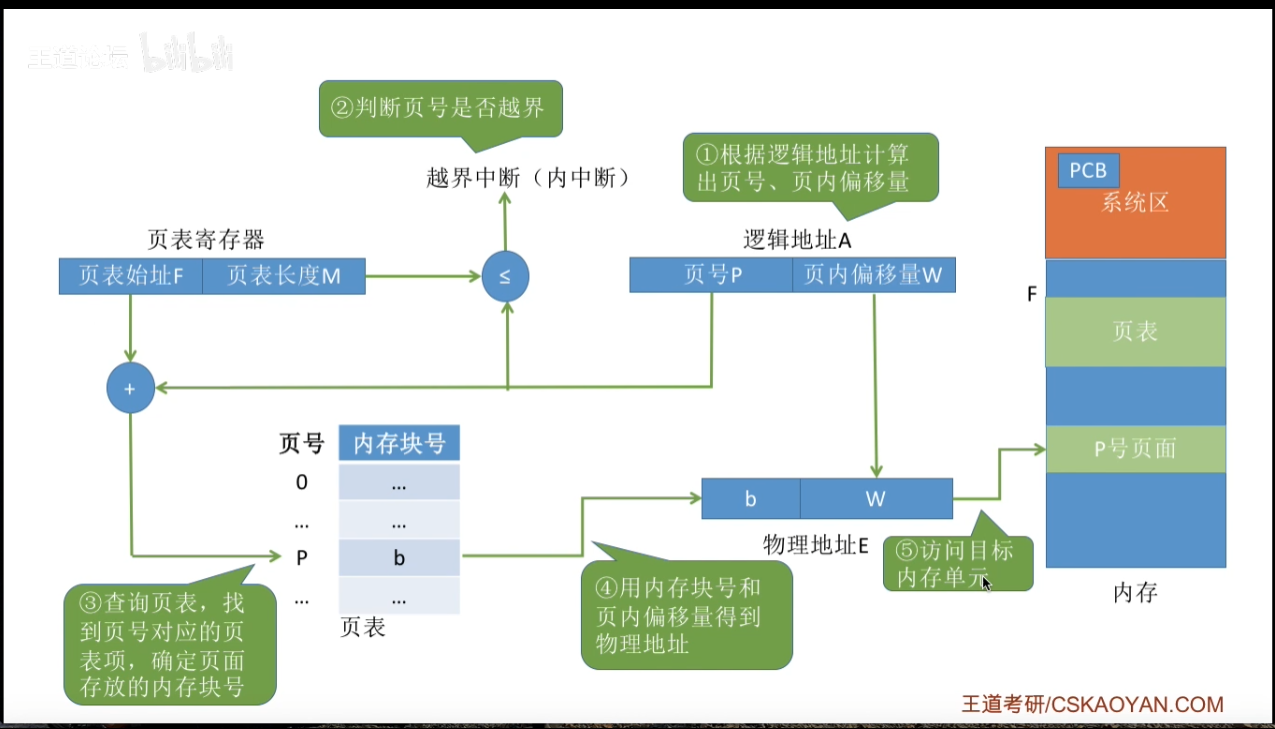 王道论坛 bilibili
②判断页号是否越界
越界中断（内中断）
①根据逻辑地址计算
出页号、页内偏移量
PCB
系统区
页表寄存器
逻辑地址A
页表始址F
页表长度M
≤
页号P
页内偏移量W
F
页表
+
页号
内存块号
0
...
...
...
P
b
...
...
页表
P号页面
b
W
物理地址E
⑤访问目标
内存单元
内存
③查询页表，找
到页号对应的页
表项，确定页面
存放的内存块号
④用内存块号和
页内偏移量得到
物理地址
王道考研/CSKAOYAN.COM